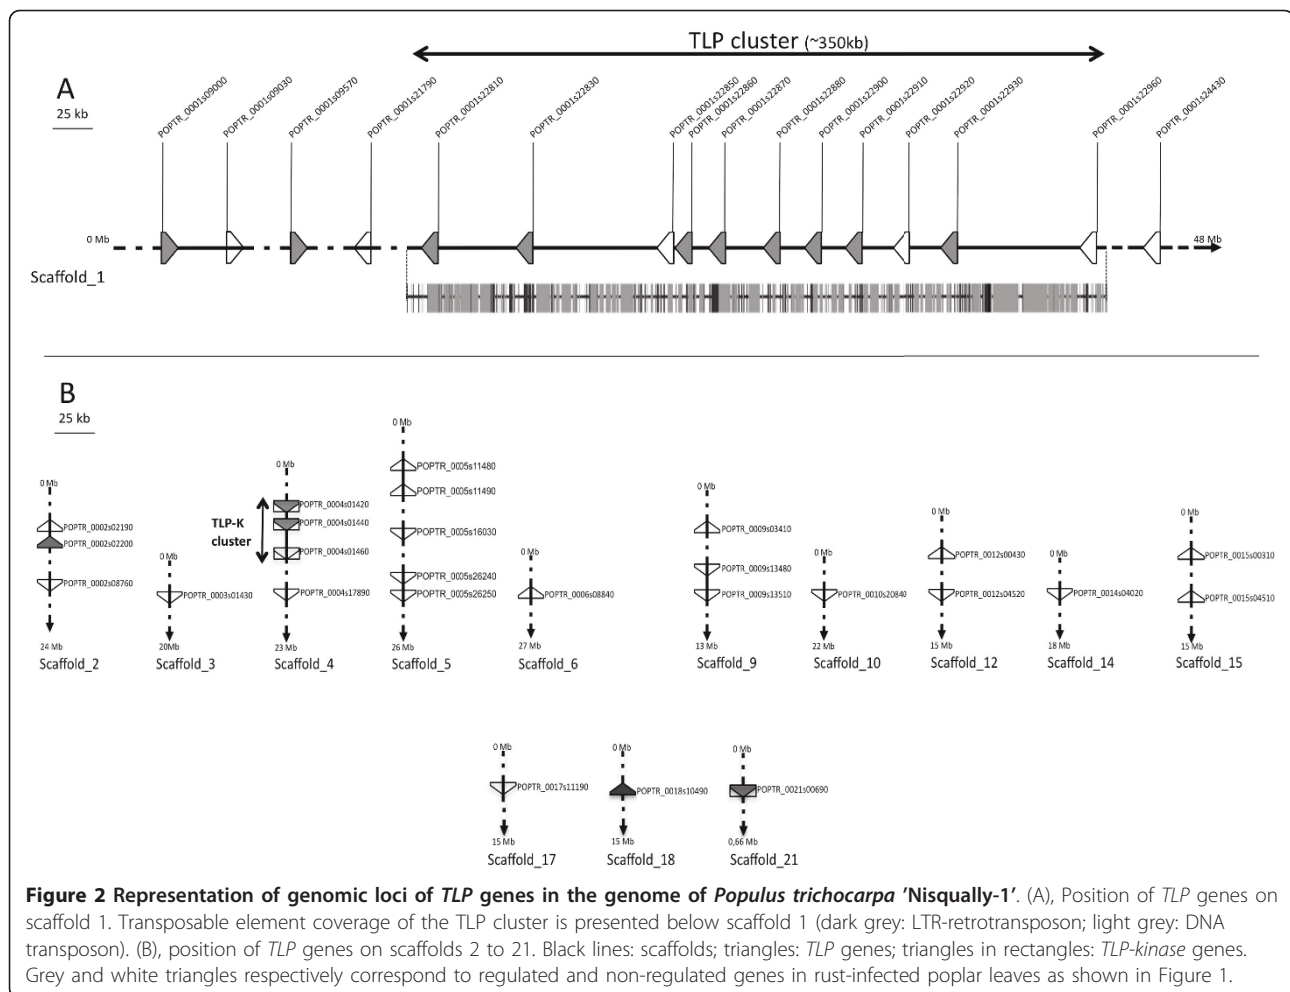 TLP cluster (~350kb)
A
25 kb
POPTR_0001s09000
POPTR_0001s09030
POPTR_0001s09570
POPTR_0001s21790
POPTR_0001s22810
POPTR_0001s22830
POPTR_0001s22850
POPTR_0001s22860
POPTR_0001s22870
POPTR_0001s22880
POPTR_0001s22900
POPTR_0001s22910
POPTR_0001s22920
POPTR_0001s22930
POPTR_0001s22960
POPTR_0001s24430
0 Mb
48 Mb
Scaffold_1
B
25 kb
0 Mb
POPTR_0002s02190
POPTR_0002s02200
POPTR_0002s08760
24 Mb
Scaffold_2
0 Mb
POPTR_0003s01430
20Mb
Scaffold_3
0 Mb
TLP-K
cluster
POPTR_0004s01420
POPTR_0004s01440
POPTR_0004s01460
POPTR_0004s17890
23 Mb
Scaffold_4
0 Mb
POPTR_0005s11480
POPTR_0005s11490
POPTR_0005s16030
POPTR_0005s26240
POPTR_0005s26250
26 Mb
Scaffold_5
0 Mb
POPTR_0006s08840
27 Mb
Scaffold_6
0 Mb
POPTR_0009s03410
POPTR_0009s13480
POPTR_0009s13510
13 Mb
Scaffold_9
0 Mb
POPTR_0010s20840
22 Mb
Scaffold_10
0 Mb
POPTR_0012s00430
POPTR_0012s04520
15 Mb
Scaffold_12
0 Mb
POPTR_0014s04020
18 Mb
Scaffold_14
0 Mb
POPTR_0015s00310
POPTR_0015s04510
15 Mb
Scaffold_15
0 Mb
POPTR_0017s11190
15 Mb
Scaffold_17
0 Mb
POPTR_0018s10490
15 Mb
Scaffold_18
0 Mb
POPTR_0021s00690
0,66 Mb
Scaffold_21
Figure 2 Representation of genomic loci of TLP genes in the genome of Populus trichocarpa 'Nisqually-1'. (A), Position of TLP genes on
scaffold 1. Transposable element coverage of the TLP cluster is presented below scaffold 1 (dark grey: LTR-retrotransposon; light grey: DNA
transposon). (B), position of TLP genes on scaffolds 2 to 21. Black lines: scaffolds; triangles: TLP genes; triangles in rectangles: TLP-kinase genes.
Grey and white triangles respectively correspond to regulated and non-regulated genes in rust-infected poplar leaves as shown in Figure 1.